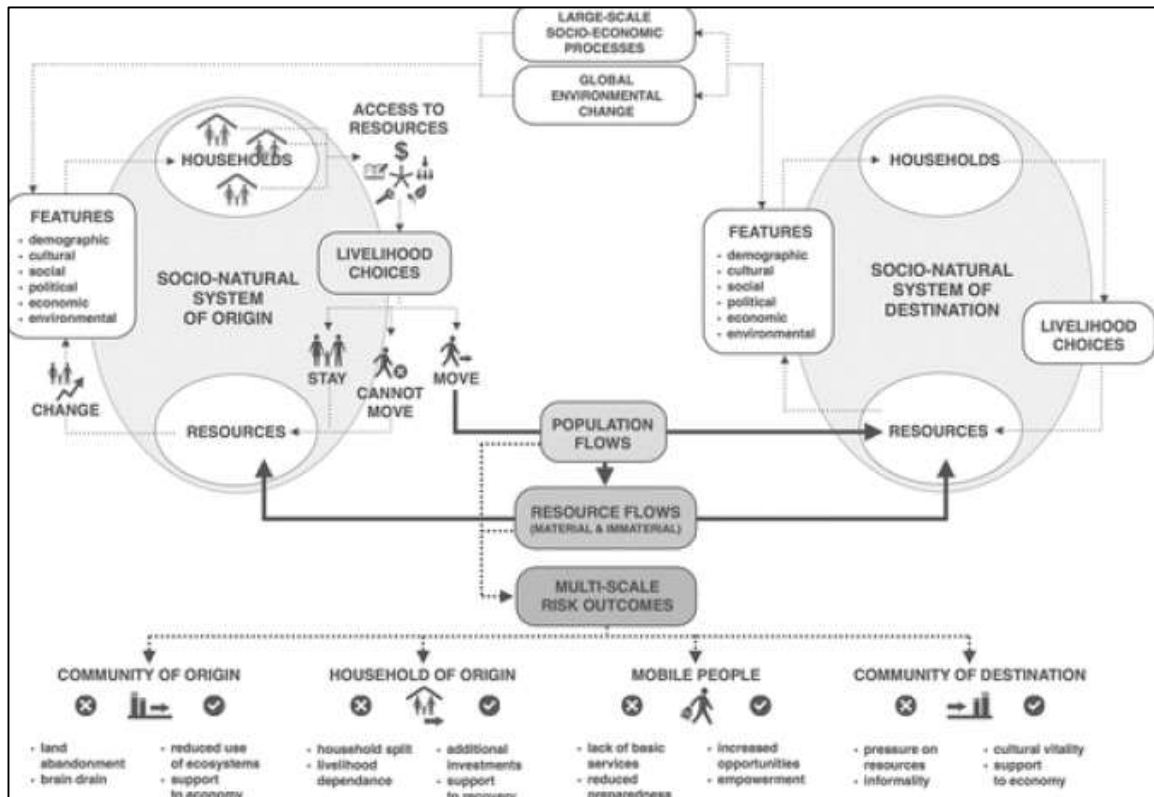 LARGE-SCALE
SOCIO-ECONOMIC
PROCESSES
GLOBAL
ENVIRONMENTAL
CHANGE
ACCESS TO
RESOURCES
$
HOUSEHOLDS
FEATURES
- demographic
- cultural
- social
- political
- economic
- environmental
SOCIO-NATURAL
SYSTEM
OF ORIGIN
LIVELIHOOD
CHOICES
STAY
CANNOT
MOVE
MOVE
CHANGE
RESOURCES
HOUSEHOLDS
FEATURES
- demographic
- cultural
- social
- political
- economic
- environmental
SOCIO-NATURAL
SYSTEM OF
DESTINATION
LIVELIHOOD
CHOICES
RESOURCES
POPULATION
FLOWS
RESOURCE FLOWS
(MATERIAL & IMMATERIAL)
MULTI-SCALE
RISK OUTCOMES
COMMUNITY OF ORIGIN
- land
abandonment
- brain drain
- reduced use
of ecosystems
- support
to economy
HOUSEHOLD OF ORIGIN
- household split
- livelihood
dependance
- additional
investments
- support
to recovery
MOBILE PEOPLE
- lack of basic
services
- reduced
preparedness
- increased
opportunities
- empowerment
COMMUNITY OF DESTINATION
- pressure on
resources
- informality
- cultural vitality
- support
to economy